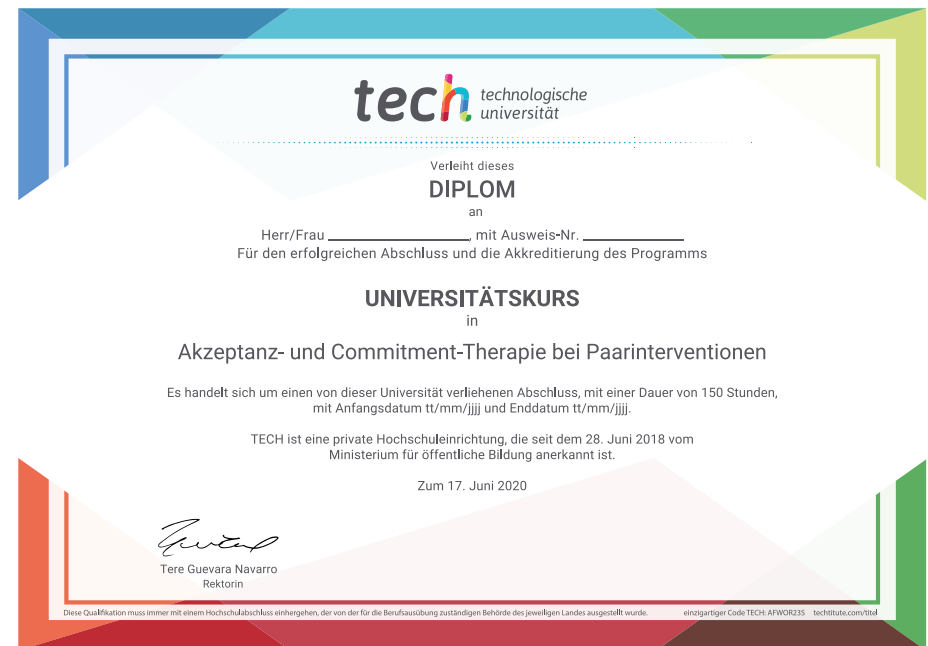 tech technologische
universität
Verleiht dieses
DIPLOM
an
Herr/Frau ____________________, mit Ausweis-Nr. ______________
Für den erfolgreichen Abschluss und die Akkreditierung des Programms
UNIVERSITÄTSKURS
in
Akzeptanz- und Commitment-Therapie bei Paarinterventionen
Es handelt sich um einen von dieser Universität verliehenen Abschluss, mit einer Dauer von 150 Stunden,
mit Anfangsdatum tt/mm/jjjj und Enddatum tt/mm/jjjj.
TECH ist eine private Hochschuleinrichtung, die seit dem 28. Juni 2018 vom
Ministerium für öffentliche Bildung anerkannt ist.
Zum 17. Juni 2020
Tere Guevara Navarro
Rektorin
Diese Qualifikation muss immer mit einem Hochschulabschluss einhergehen, der von der für die Berufsausübung zuständigen Behörde des jeweiligen Landes ausgestellt wurde. einzigartiger Code TECH: AFWOR23S techtitute.com/titel